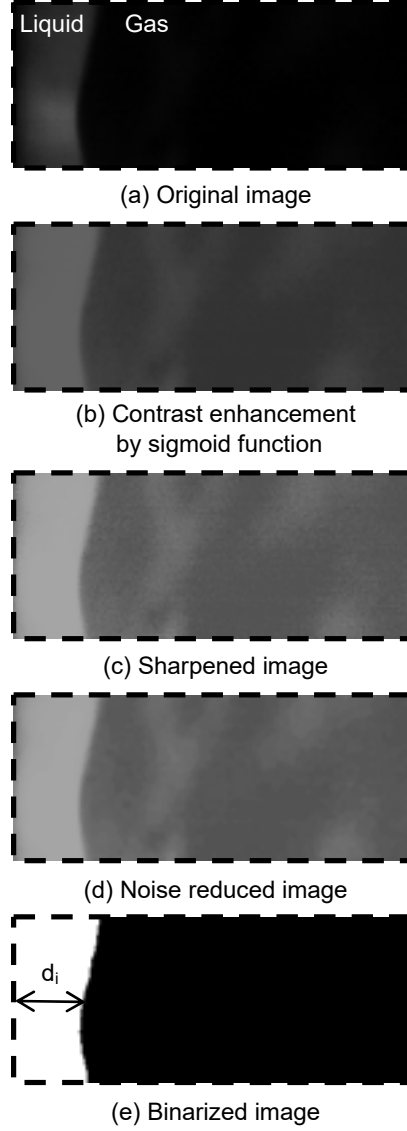 Liquid Gas
(a) Original image
(b) Contrast enhancement
by sigmoid function
(c) Sharpened image
(d) Noise reduced image
di
(e) Binarized image